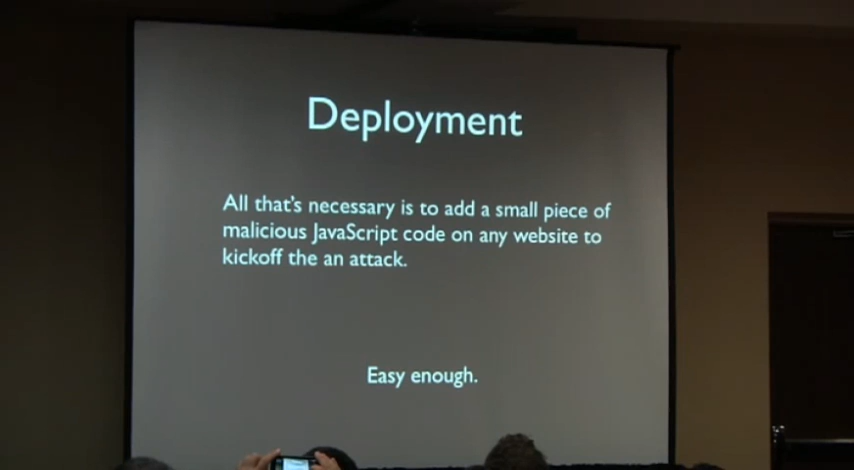 Deployment
All that's necessary is to add a small piece of
malicious JavaScript code on any website to
kickoff the an attack.
Easy enough.